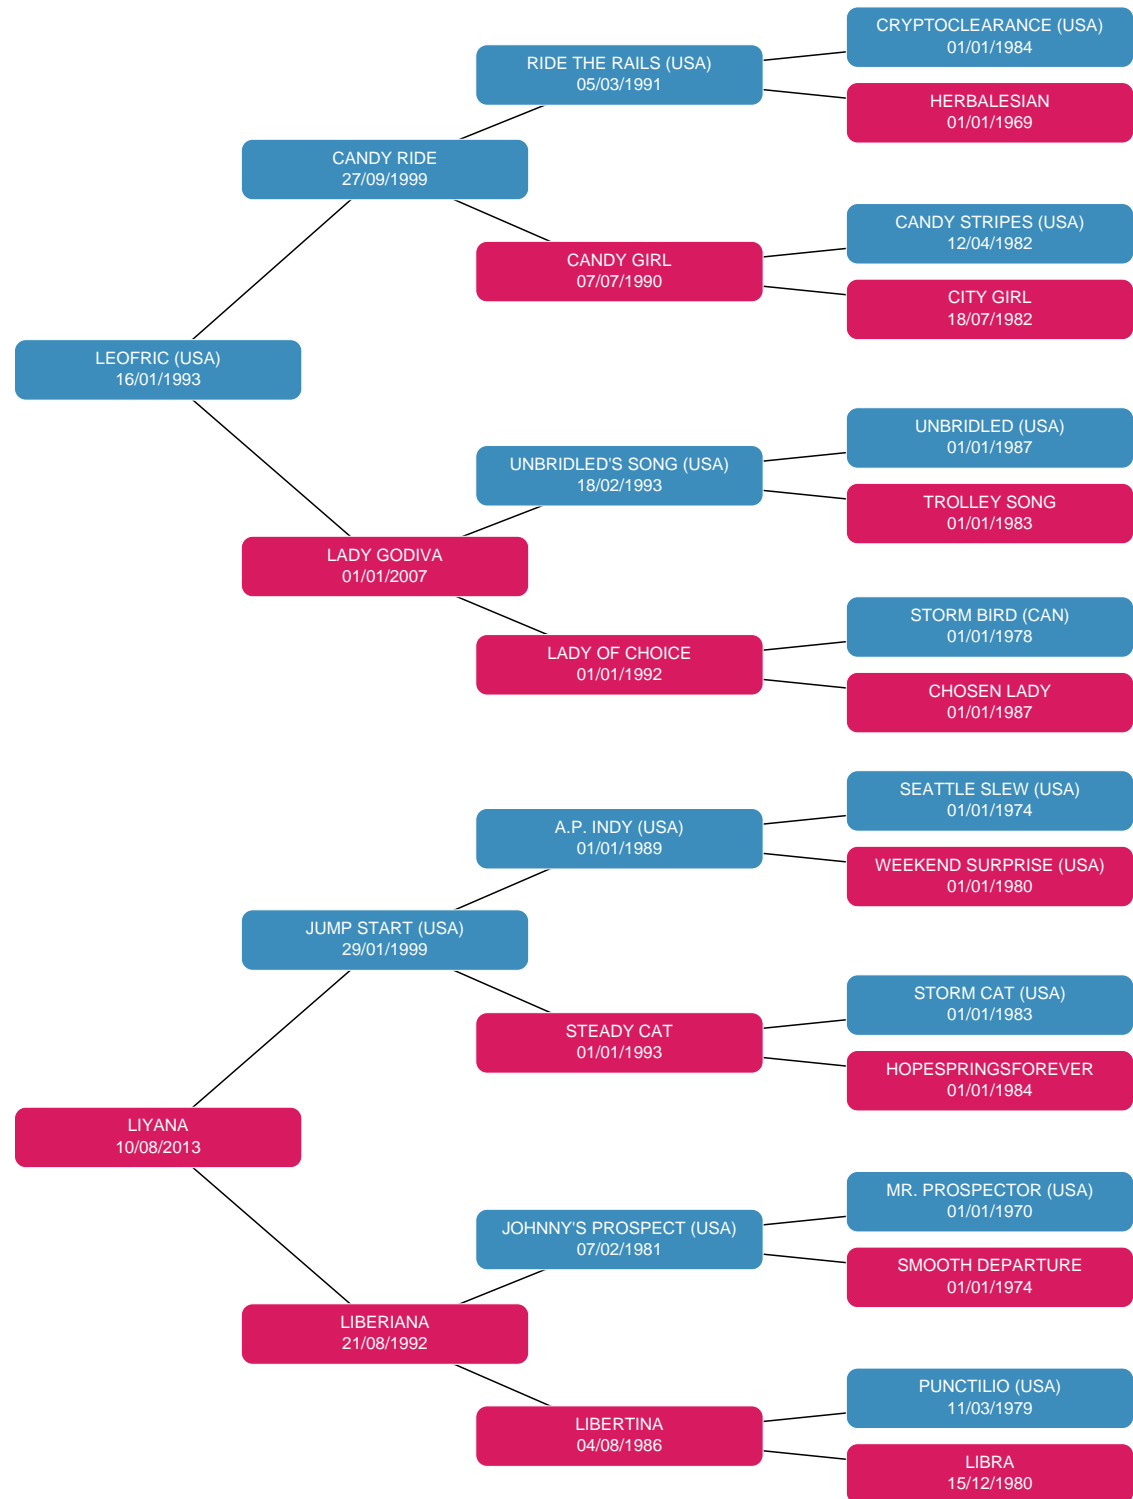 CRYPTOCLEARANCE (USA)
01/01/1984
RIDE THE RAILS (USA)
05/03/1991
HERBALESIAN
01/01/1969
CANDY RIDE
27/09/1999
CANDY STRIPES (USA)
12/04/1982
CANDY GIRL
07/07/1990
CITY GIRL
18/07/1982
LEOFRIC (USA)
16/01/1993
UNBRIDLED (USA)
01/01/1987
UNBRIDLED'S SONG (USA)
18/02/1993
TROLLEY SONG
01/01/1983
LADY GODIVA
01/01/2007
STORM BIRD (CAN)
01/01/1978
LADY OF CHOICE
01/01/1992
CHOSEN LADY
01/01/1987
SEATTLE SLEW (USA)
01/01/1974
A.P. INDY (USA)
01/01/1989
WEEKEND SURPRISE (USA)
01/01/1980
JUMP START (USA)
29/01/1999
STORM CAT (USA)
01/01/1983
STEADY CAT
01/01/1993
HOPESPRINGSFOREVER
01/01/1984
LIYANA
10/08/2013
MR. PROSPECTOR (USA)
01/01/1970
JOHNNY'S PROSPECT (USA)
07/02/1981
SMOOTH DEPARTURE
01/01/1974
LIBERIANA
21/08/1992
PUNCTILIO (USA)
11/03/1979
LIBERTINA
04/08/1986
LIBRA
15/12/1980